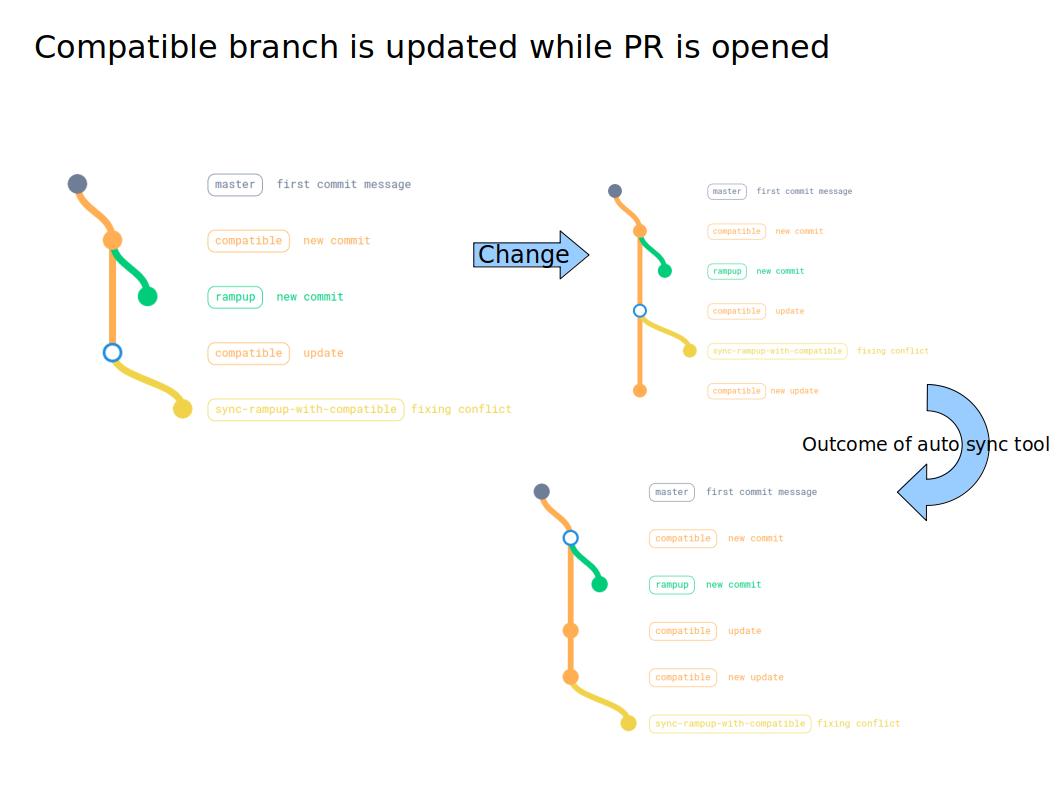 Compatible branch is updated while PR is opened
master first commit message
compatible new commit
rampup new commit
compatible update
sync-rampup-with-compatible fixing conflict
Change
master first commit message
compatible new commit
rampup new commit
compatible update
sync-rampup-with-compatible fixing conflict
compatible new update
Outcome of auto sync tool
master first commit message
compatible new commit
rampup new commit
compatible update
compatible new update
sync-rampup-with-compatible fixing conflict